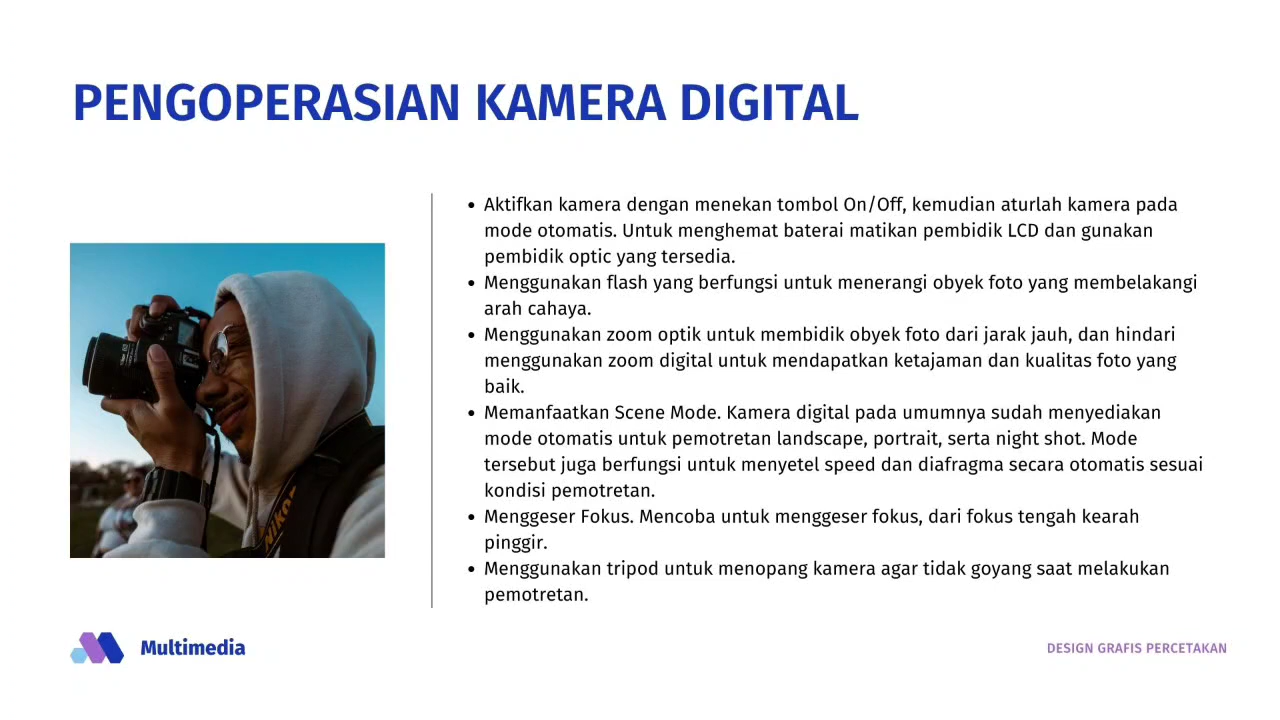 PENGOPERASIAN KAMERA DIGITAL
• Aktifkan kamera dengan menekan tombol On/Off, kemudian aturlah kamera pada
mode otomatis. Untuk menghemat baterai matikan pembidik LCD dan gunakan
pembidik optic yang tersedia.
• Menggunakan flash yang berfungsi untuk menerangi obyek foto yang membelakangi
arah cahaya.
• Menggunakan zoom optik untuk membidik obyek foto dari jarak jauh, dan hindari
menggunakan zoom digital untuk mendapatkan ketajaman dan kualitas foto yang
baik.
• Memanfaatkan Scene Mode. Kamera digital pada umumnya sudah menyediakan
mode otomatis untuk pemotretan landscape, portrait, serta night shot. Mode
tersebut juga berfungsi untuk menyetel speed dan diafragma secara otomatis sesuai
kondisi pemotretan.
• Menggeser Fokus. Mencoba untuk menggeser fokus, dari fokus tengah kearah
pinggir.
• Menggunakan tripod untuk menopang kamera agar tidak goyang saat melakukan
pemotretan.
NIKON
Multimedia
DESIGN GRAFIS PERCETAKAN